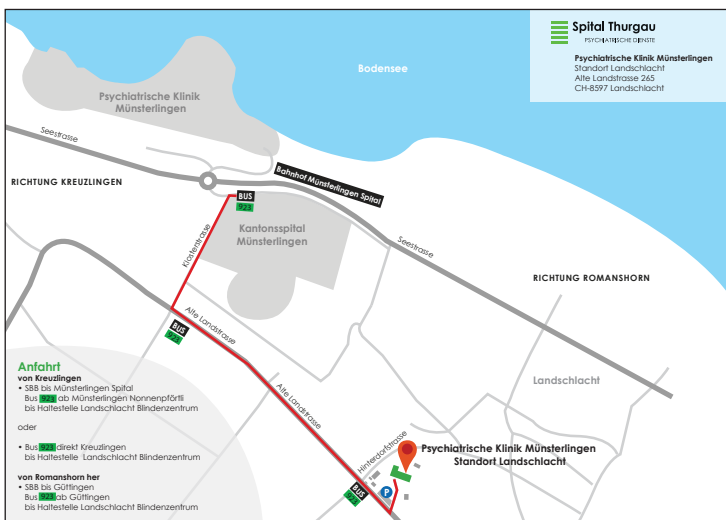 Spital Thurgau
PSYCHIATRISCHE DIENSTE
Psychiatrische Klinik Münsterlingen
Standort Landschlacht
Alte Landstrasse 265
CH-8597 Landschlacht
Bodensee
Psychiatrische Klinik
Münsterlingen
Seestrasse
RICHTUNG KREUZLINGEN
Bahnhof Münsterlingen Spital
BUS
923
Kantonsspital
Münsterlingen
Klosterstrasse
Seestrasse
RICHTUNG ROMANSHORN
Alte Landstrasse
BUS
923
Alte Landstrasse
Landschlacht
Hinterdorfstrasse
Psychiatrische Klinik Münsterlingen
Standort Landschlacht
P
BUS
923
Anfahrt
von Kreuzlingen
• SBB bis Münsterlingen Spital
Bus 923 ab Münsterlingen Nonnenpförtli
bis Haltestelle Landschlacht Blindenzentrum
oder
• Bus 923 direkt Kreuzlingen
bis Haltestelle Landschlacht Blindenzentrum
von Romanshorn her
• SBB bis Güttingen
Bus 923 ab Güttingen
bis Haltestelle Landschlacht Blindenzentrum